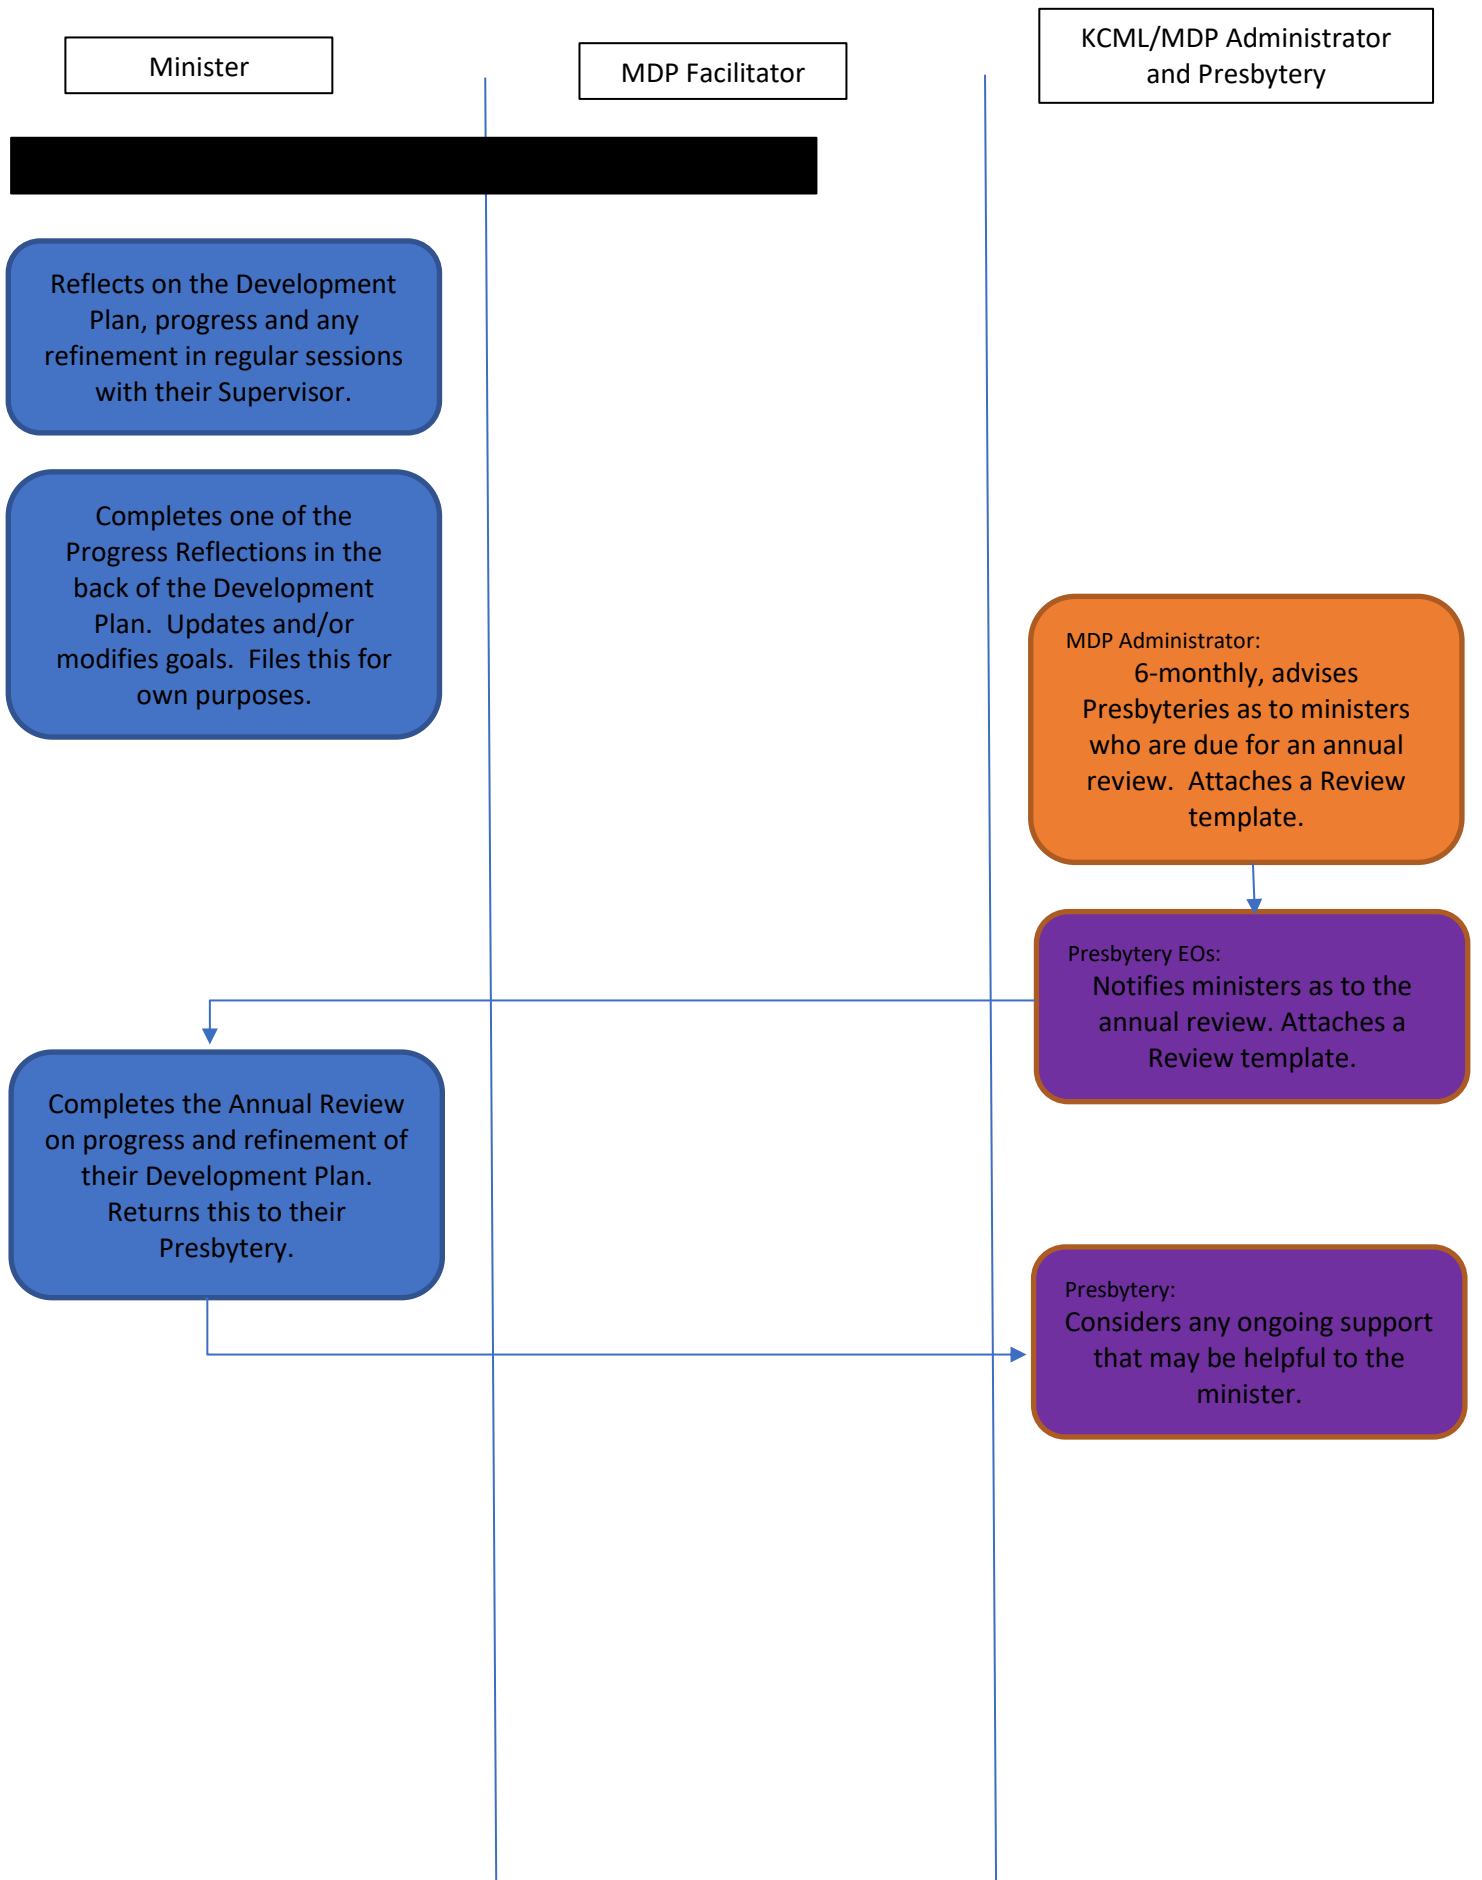 Minister
MDP Facilitator
KCML/MDP Administrator
and Presbytery
Reflects on the Development
Plan, progress and any
refinement in regular sessions
with their Supervisor.
Completes one of the
Progress Reflections in the
back of the Development
Plan.  Updates and/or
modifies goals.  Files this for
own purposes.
MDP Administrator:
6-monthly, advises
Presbyteries as to ministers
who are due for an annual
review.  Attaches a Review
template.
Presbytery EOs:
Notifies ministers as to the
annual review. Attaches a
Review template.
Completes the Annual Review
on progress and refinement of
their Development Plan.
Returns this to their
Presbytery.
Presbytery:
Considers any ongoing support
that may be helpful to the
minister.